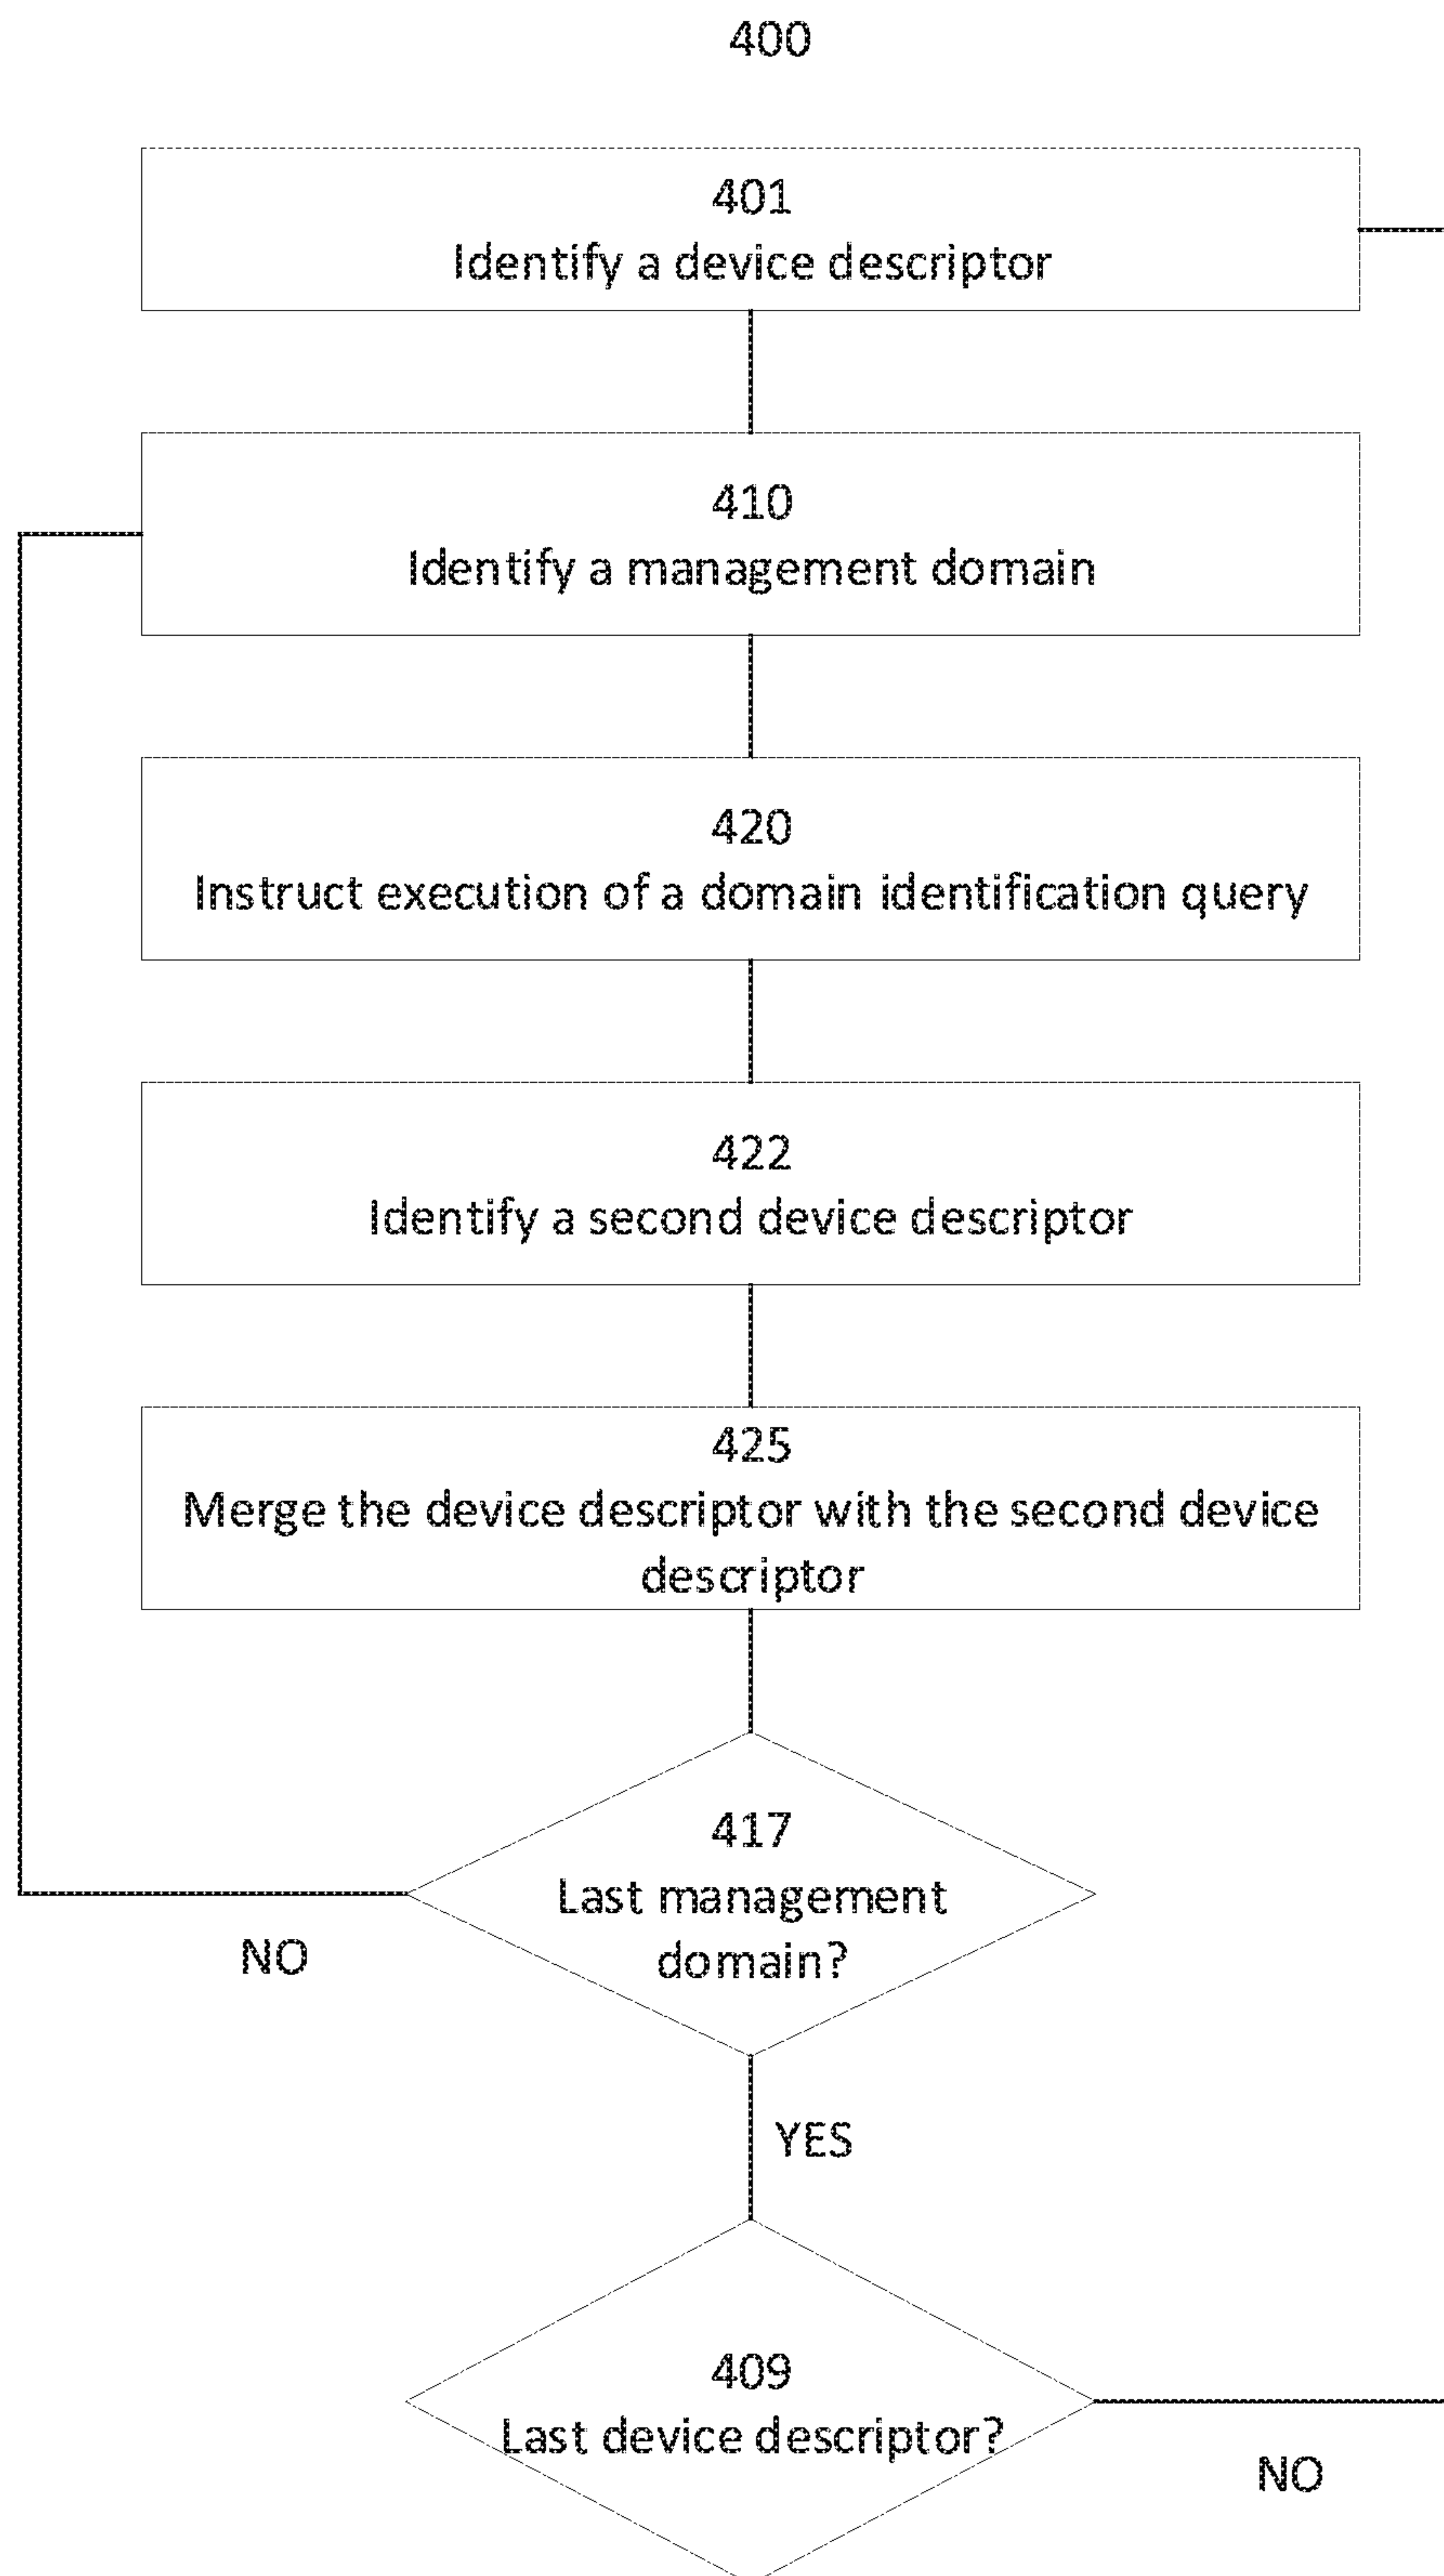 400
401
Identify a device descriptor
410
Identify a management domain
420
Instruct execution of a domain identification query
422
Identify a second device descriptor
425
Merge the device descriptor with the second device
descriptor
417
Last management
domain?
NO
YES
409
Last device descriptor?
NO